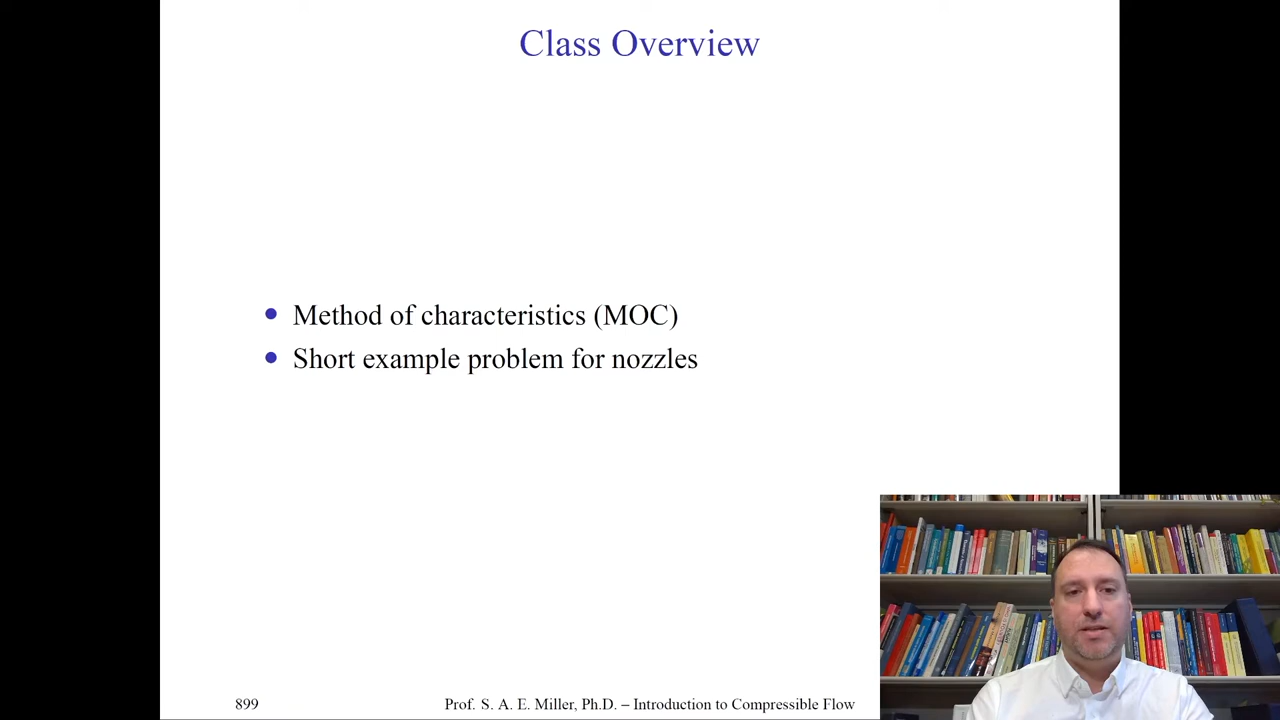 Class Overview
Method of characteristics (MOC)
Short example problem for nozzles
899
Prof. S. A. E. Miller, Ph.D. – Introduction to Compressible Flow